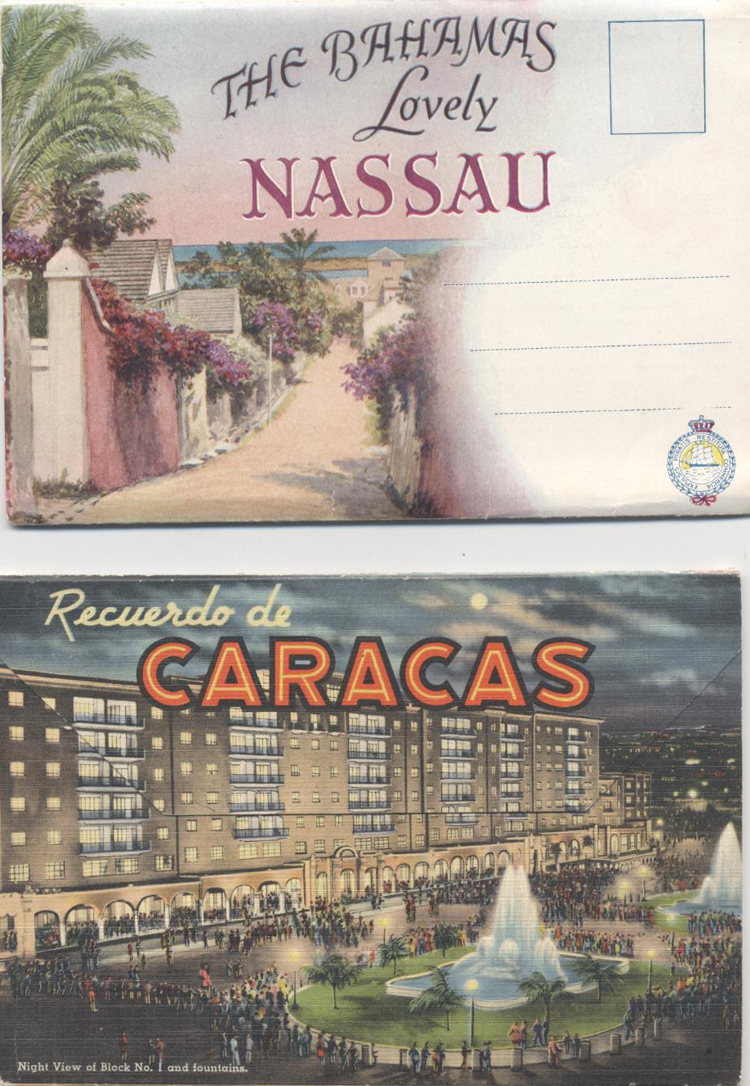 THE BAHAMAS
Lovely
NASSAU
Recuerdo de
CARACAS
Night View of Block No. 1 and fountains.